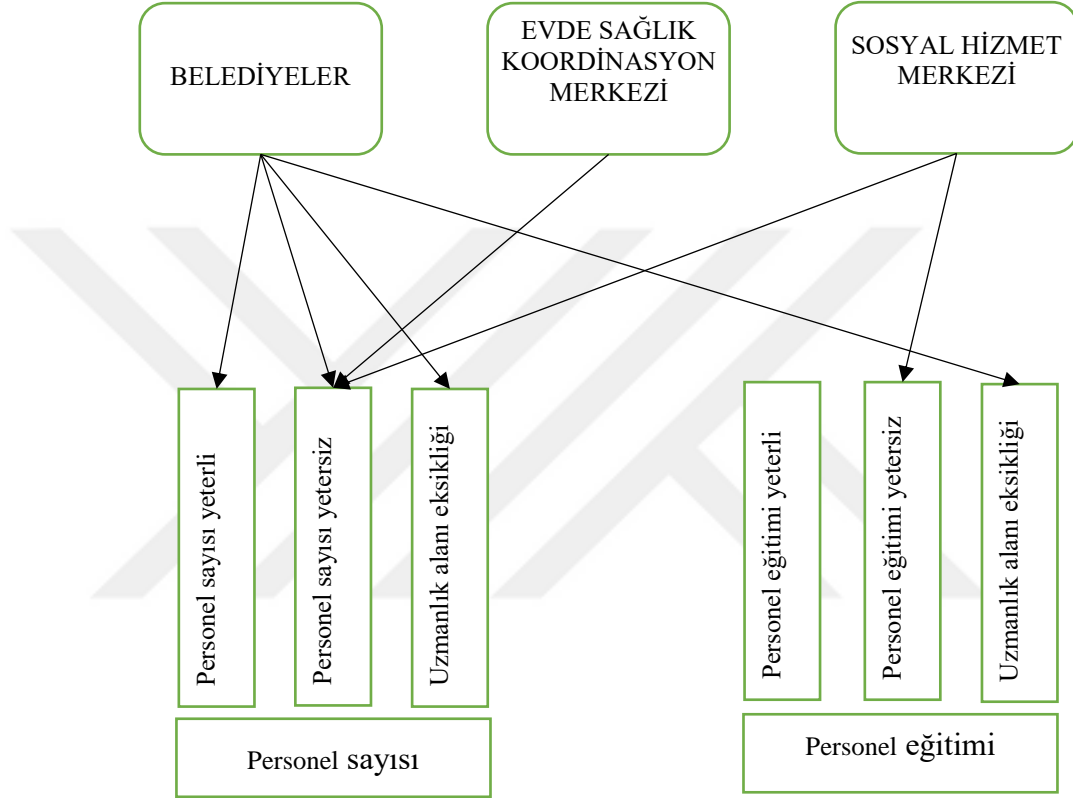 BELEDİYELER
EVDE SAĞLIK
KOORDİNASYON
MERKEZİ
SOSYAL HİZMET
MERKEZİ
Personel sayısı yeterli
Personel sayısı yetersiz
Uzmanlık alanı eksikliği
Personel eğitimi yeterli
Personel eğitimi yetersiz
Uzmanlık alanı eksikliği
Personel sayısı
Personel eğitimi